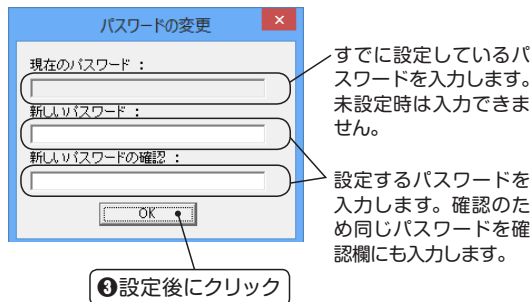 パスワードの変更
現在のパスワード :
新しいパスワード :
新しいパスワードの確認 :
OK
すでに設定しているパ
スワードを入力します。
未設定時は入力できま
せん。
設定するパスワードを
入力します。確認のた
め同じパスワードを確
認欄にも入力します。
❸設定後にクリック